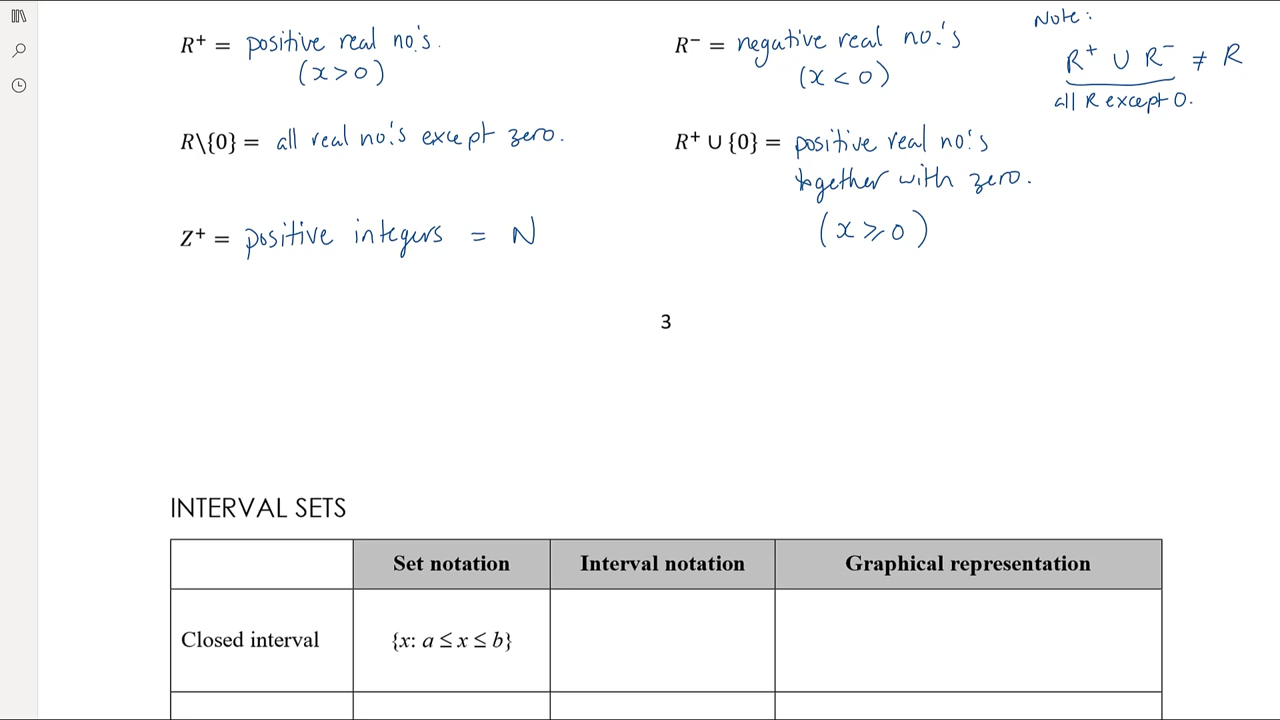 R⁺ = positive real no.'s.
(x > 0)
R⁻ = negative real no.'s
(x < 0)
Note:
R⁺ ∪ R⁻ ≠ R
all R except 0.
R\{0} = all real no.'s except zero.
R⁺ ∪ {0} = positive real no.'s
together with zero.
(x ⩾ 0)
Z⁺ = positive integers = N
3
INTERVAL SETS
Set notation
Interval notation
Graphical representation
Closed interval
{x: a ≤ x ≤ b}